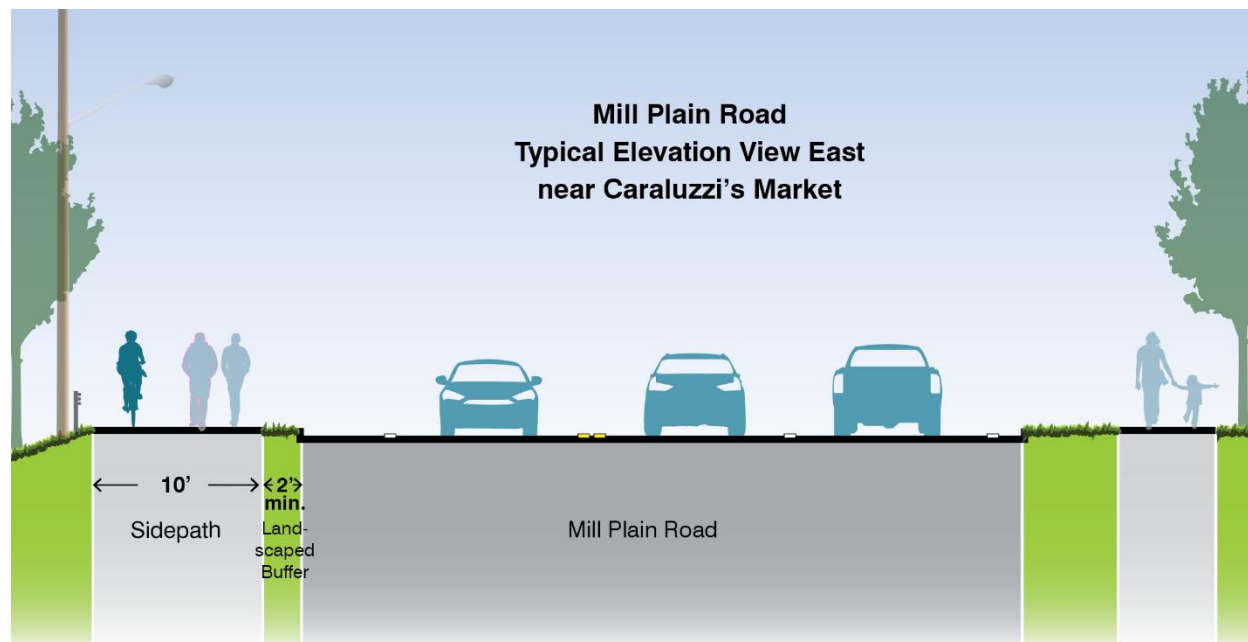 Mill Plain Road
Typical Elevation View East
near Caraluzzi’s Market
10’
2’
min.
Sidepath
Land-
scaped
Buffer
Mill Plain Road